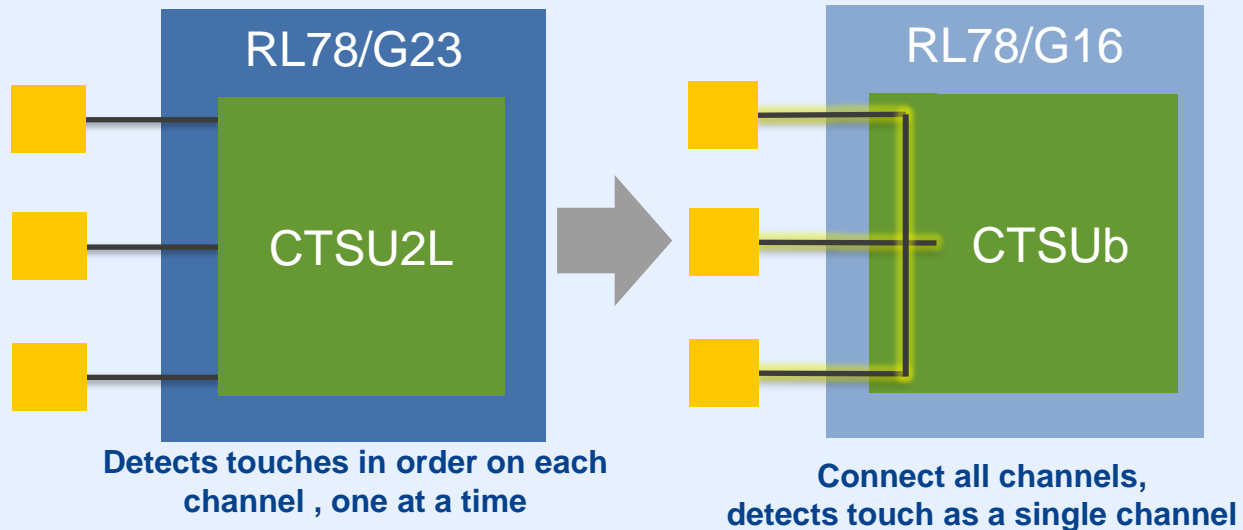 RL78/G23
CTSU2L
Detects touches in order on each
channel , one at a time
RL78/G16
CTSUb
Connect all channels,
detects touch as a single channel